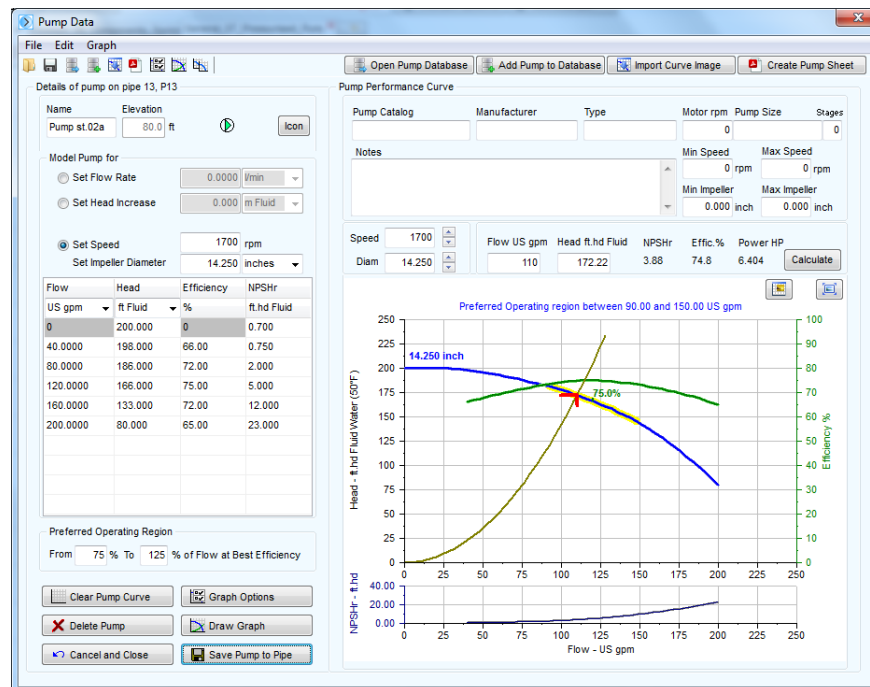 Pump Data
File Edit Graph
Open Pump Database Add Pump to Database Import Curve Image Create Pump Sheet
Details of pump on pipe 13, P13
Name Elevation
Pump st.02a 80.0 ft Icon
Model Pump for
Set Flow Rate 0.0000 l/min
Set Head Increase 0.000 m Fluid
Set Speed 1700 rpm
Set Impeller Diameter 14.250 inches
Flow Head Efficiency NPSHr
US gpm ft Fluid % ft.hd Fluid
0 200.000 0 0.700
40.0000 198.000 66.00 0.750
80.0000 186.000 72.00 2.000
120.0000 166.000 75.00 5.000
160.0000 133.000 72.00 12.000
200.0000 80.000 65.00 23.000
Preferred Operating Region
From 75 % To 125 % of Flow at Best Efficiency
Clear Pump Curve Graph Options
Delete Pump Draw Graph
Cancel and Close Save Pump to Pipe
Pump Performance Curve
Pump Catalog Manufacturer Type Motor rpm Pump Size Stages
0 0
Notes Min Speed Max Speed
0 rpm 0 rpm
Min Impeller Max Impeller
0.000 inch 0.000 inch
Speed 1700
Diam 14.250
Flow US gpm Head ft.hd Fluid NPSHr Effic.% Power HP
110 172.22 3.88 74.8 6.404 Calculate
Preferred Operating region between 90.00 and 150.00 US gpm
Head - ft.hd Fluid Water (50°F)
250
225
200
175
150
125
100
75
50
25
0
14.250 inch
75.0%
100
90
80
70
60
50
40
30
20
10
0
Efficiency %
0 25 50 75 100 125 150 175 200 225 250
NPSHr - ft.hd
40.00
20.00
0.00
0 25 50 75 100 125 150 175 200 225 250
Flow - US gpm